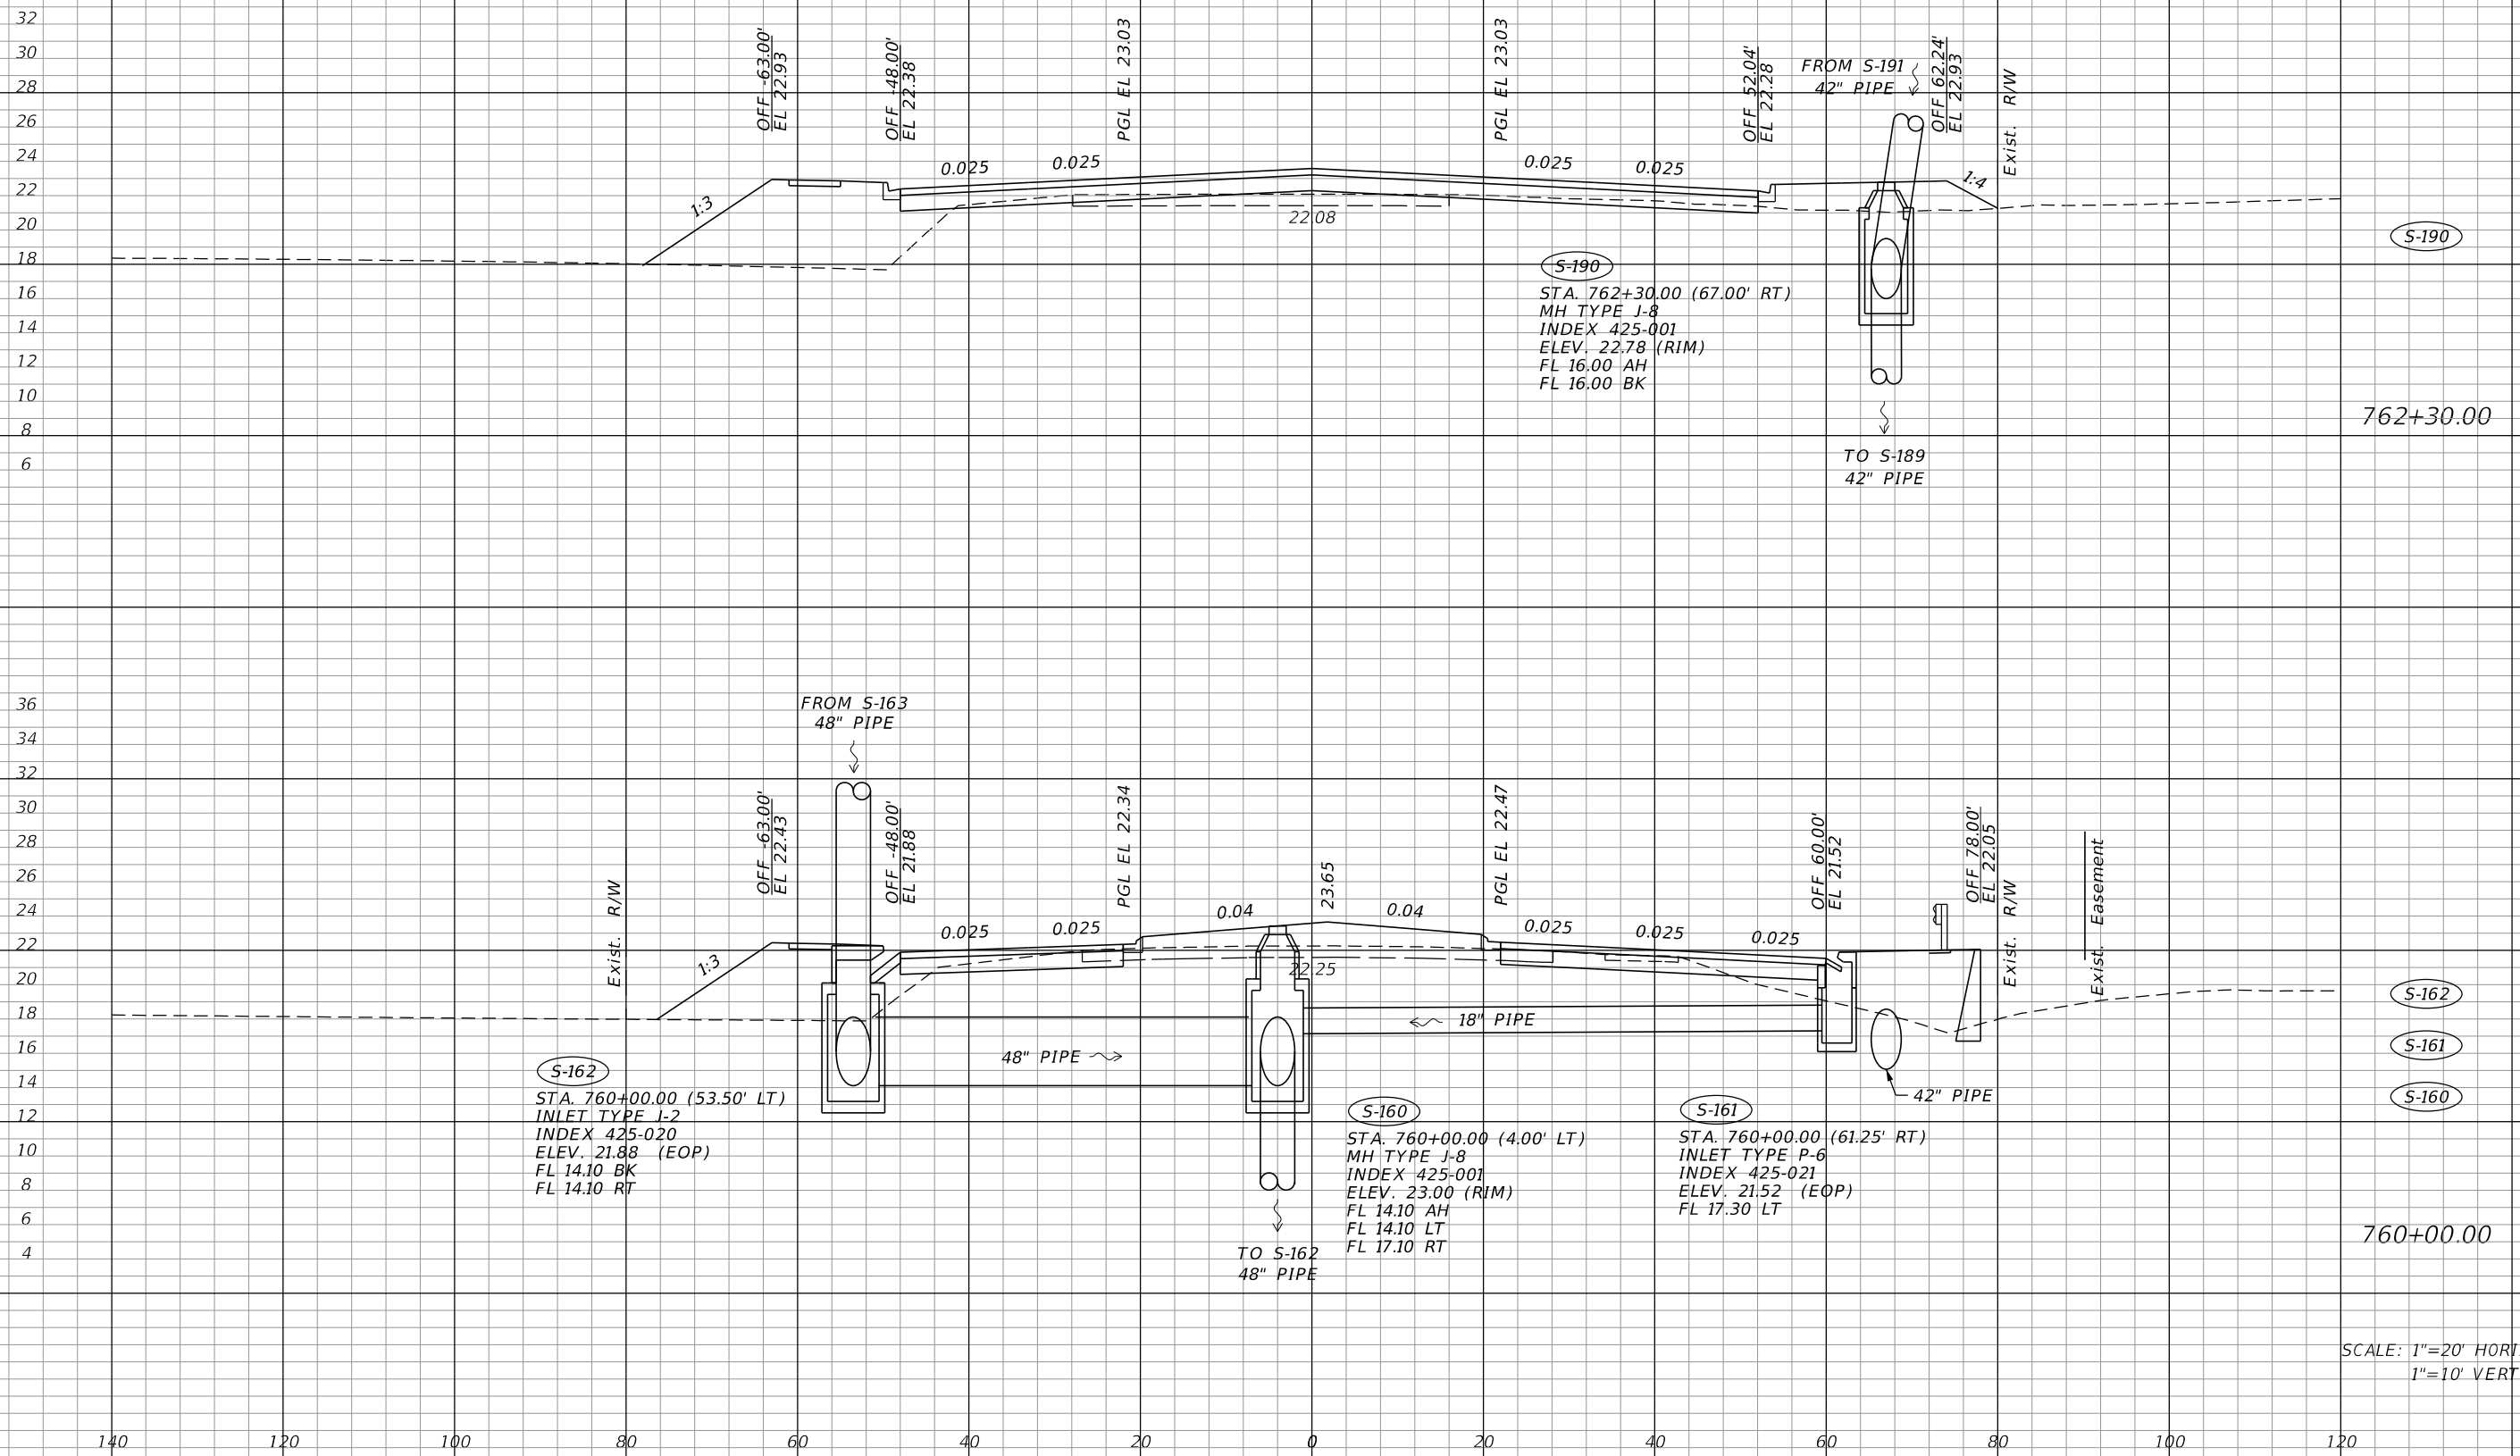 32
30
28
26
24
22
20
18
16
14
12
10
8
6
OFF -63.00'
EL 22.93
OFF -48.00'
EL 22.38
PGL EL 23.03
PGL EL 23.03
OFF 52.04'
EL 22.28
FROM S-191
42" PIPE
OFF 62.24'
EL 22.93
Exist. R/W
1:3
0.025
0.025
0.025
0.025
1:4
22.08
S-190
S-190
STA. 762+30.00 (67.00' RT)
MH TYPE J-8
INDEX 425-001
ELEV. 22.78 (RIM)
FL 16.00 AH
FL 16.00 BK
762+30.00
TO S-189
42" PIPE
36
34
32
30
28
26
24
22
20
18
16
14
12
10
8
6
4
FROM S-163
48" PIPE
Exist. R/W
OFF -63.00'
EL 22.43
OFF -48.00'
EL 21.88
PGL EL 22.34
23.65
PGL EL 22.47
OFF 60.00'
EL 21.52
OFF 78.00'
EL 22.05
Exist. R/W
Exist. Easement
1:3
0.025
0.025
0.04
0.04
0.025
0.025
0.025
22.25
48" PIPE
18" PIPE
42" PIPE
S-162
S-161
S-160
S-162
STA. 760+00.00 (53.50' LT)
INLET TYPE J-2
INDEX 425-020
ELEV. 21.88 (EOP)
FL 14.10 BK
FL 14.10 RT
S-160
STA. 760+00.00 (4.00' LT)
MH TYPE J-8
INDEX 425-001
ELEV. 23.00 (RIM)
FL 14.10 AH
FL 14.10 LT
FL 17.10 RT
S-161
STA. 760+00.00 (61.25' RT)
INLET TYPE P-6
INDEX 425-021
ELEV. 21.52 (EOP)
FL 17.30 LT
760+00.00
TO S-162
48" PIPE
SCALE: 1"=20' HORI
1"=10' VERT
140 120 100 80 60 40 20 0 20 40 60 80 100 120